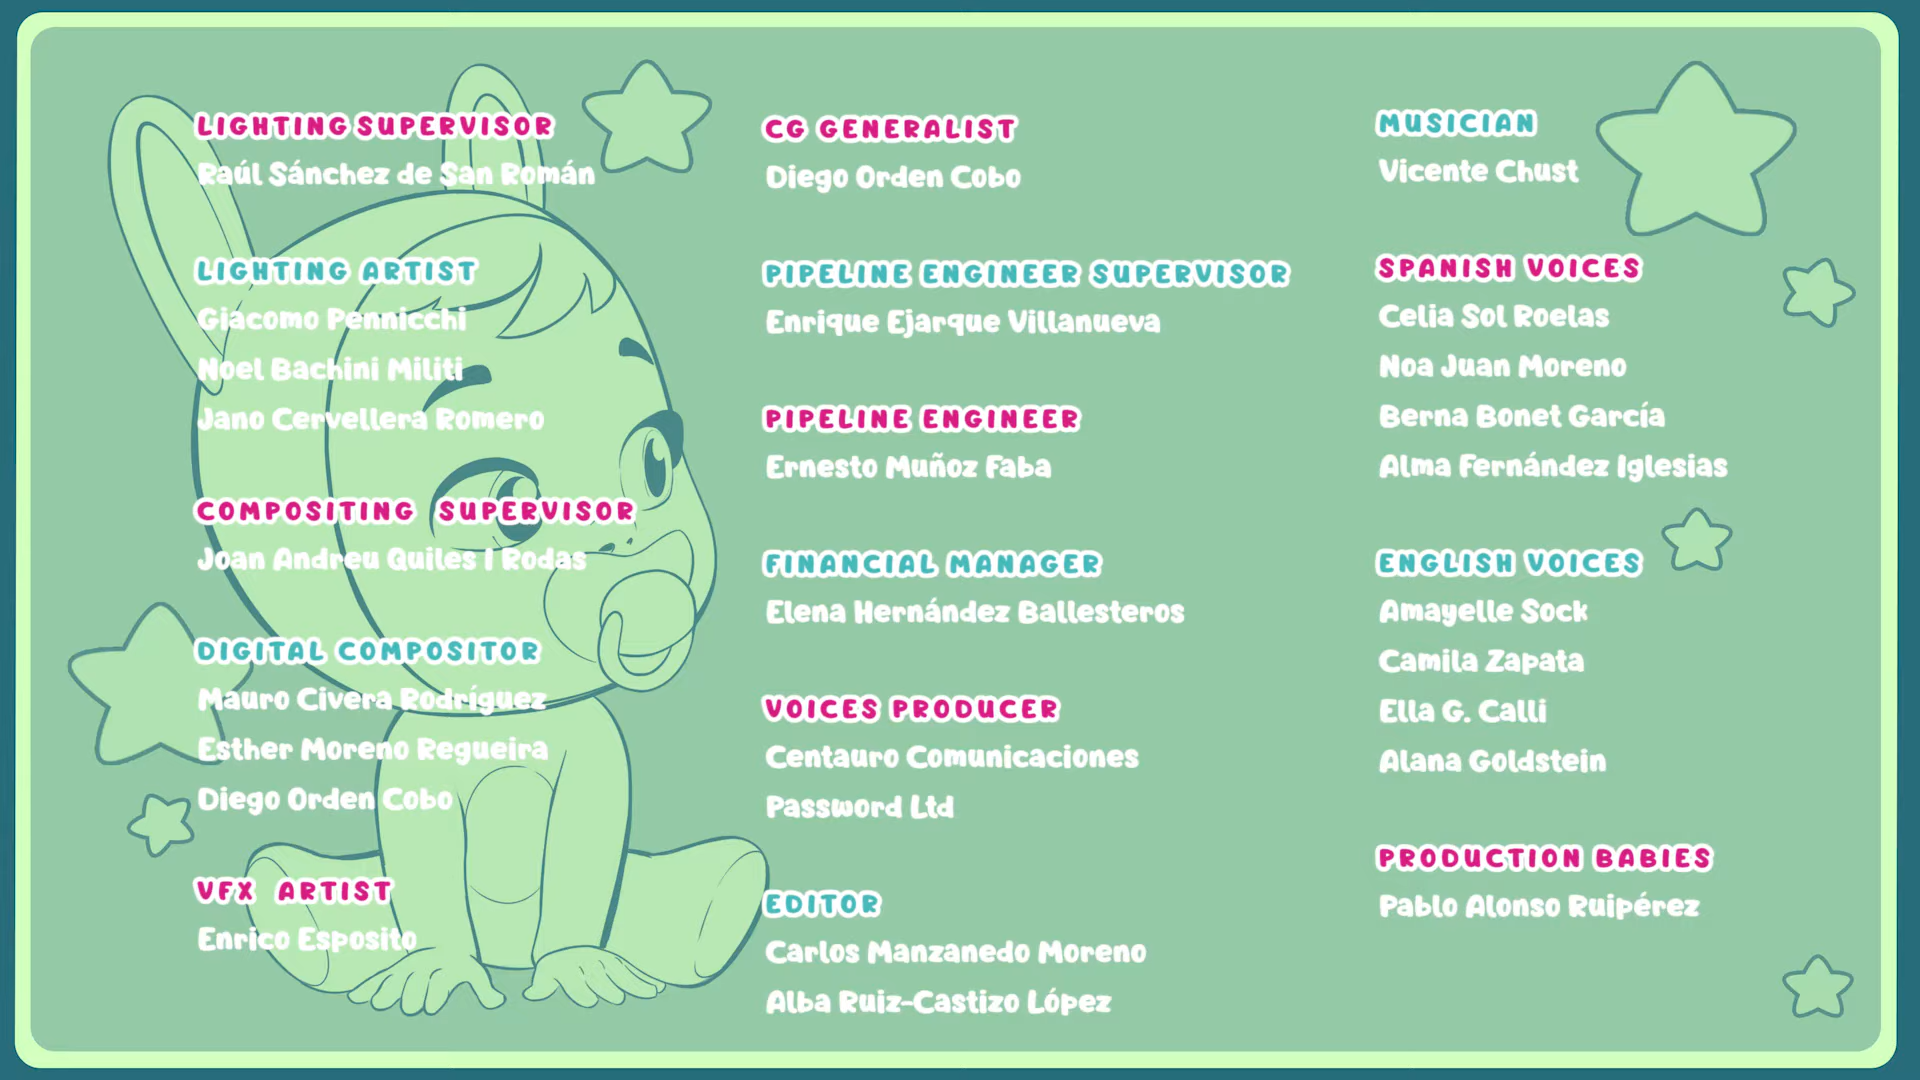 LIGHTING SUPERVISOR
Raúl Sánchez de San Román
LIGHTING ARTIST
Giacomo Pennicchi
Noel Bachini Militi
Jano Cervellera Romero
COMPOSITING SUPERVISOR
Joan Andreu Quiles I Rodas
DIGITAL COMPOSITOR
Mauro Civera Rodríguez
Esther Moreno Regueira
Diego Orden Cobo
VFX ARTIST
Enrico Esposito
CG GENERALIST
Diego Orden Cobo
PIPELINE ENGINEER SUPERVISOR
Enrique Ejarque Villanueva
PIPELINE ENGINEER
Ernesto Muñoz Faba
FINANCIAL MANAGER
Elena Hernández Ballesteros
VOICES PRODUCER
Centauro Comunicaciones
Password Ltd
EDITOR
Carlos Manzanedo Moreno
Alba Ruiz-Castizo López
MUSICIAN
Vicente Chust
SPANISH VOICES
Celia Sol Roelas
Noa Juan Moreno
Berna Bonet García
Alma Fernández Iglesias
ENGLISH VOICES
Amayelle Sock
Camila Zapata
Ella G. Calli
Alana Goldstein
PRODUCTION BABIES
Pablo Alonso Ruipérez